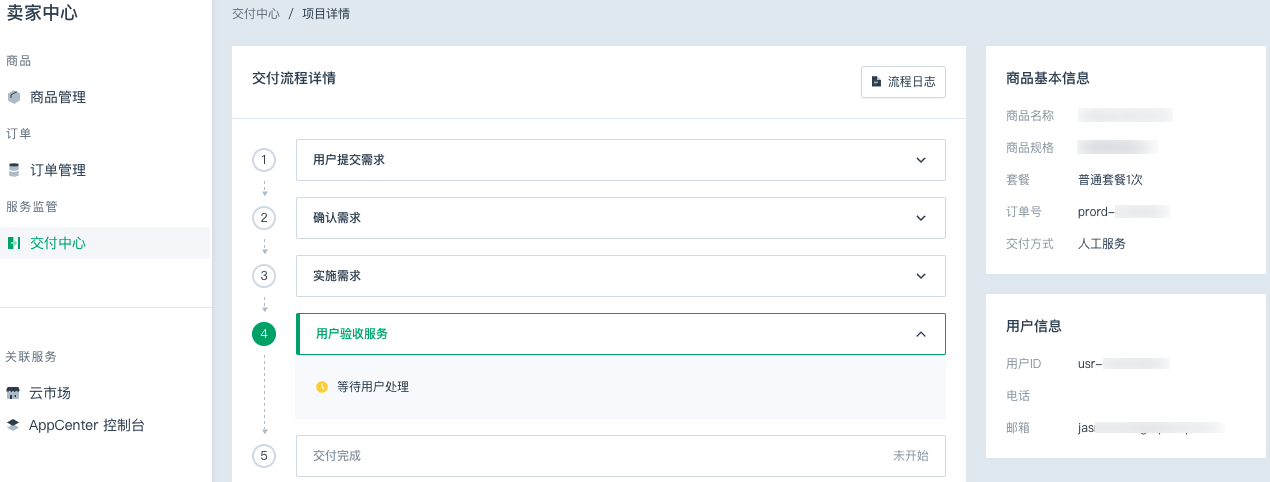 卖家中心
商品
商品管理
订单
订单管理
服务监管
交付中心
关联服务
云市场
AppCenter 控制台
交付中心 / 项目详情
交付流程详情
流程日志
1 用户提交需求
2 确认需求
3 实施需求
4 用户验收服务
等待用户处理
5 交付完成 未开始
商品基本信息
商品名称
商品规格
套餐 普通套餐1次
订单号 prord-
交付方式 人工服务
用户信息
用户ID usr-
电话
邮箱 jas